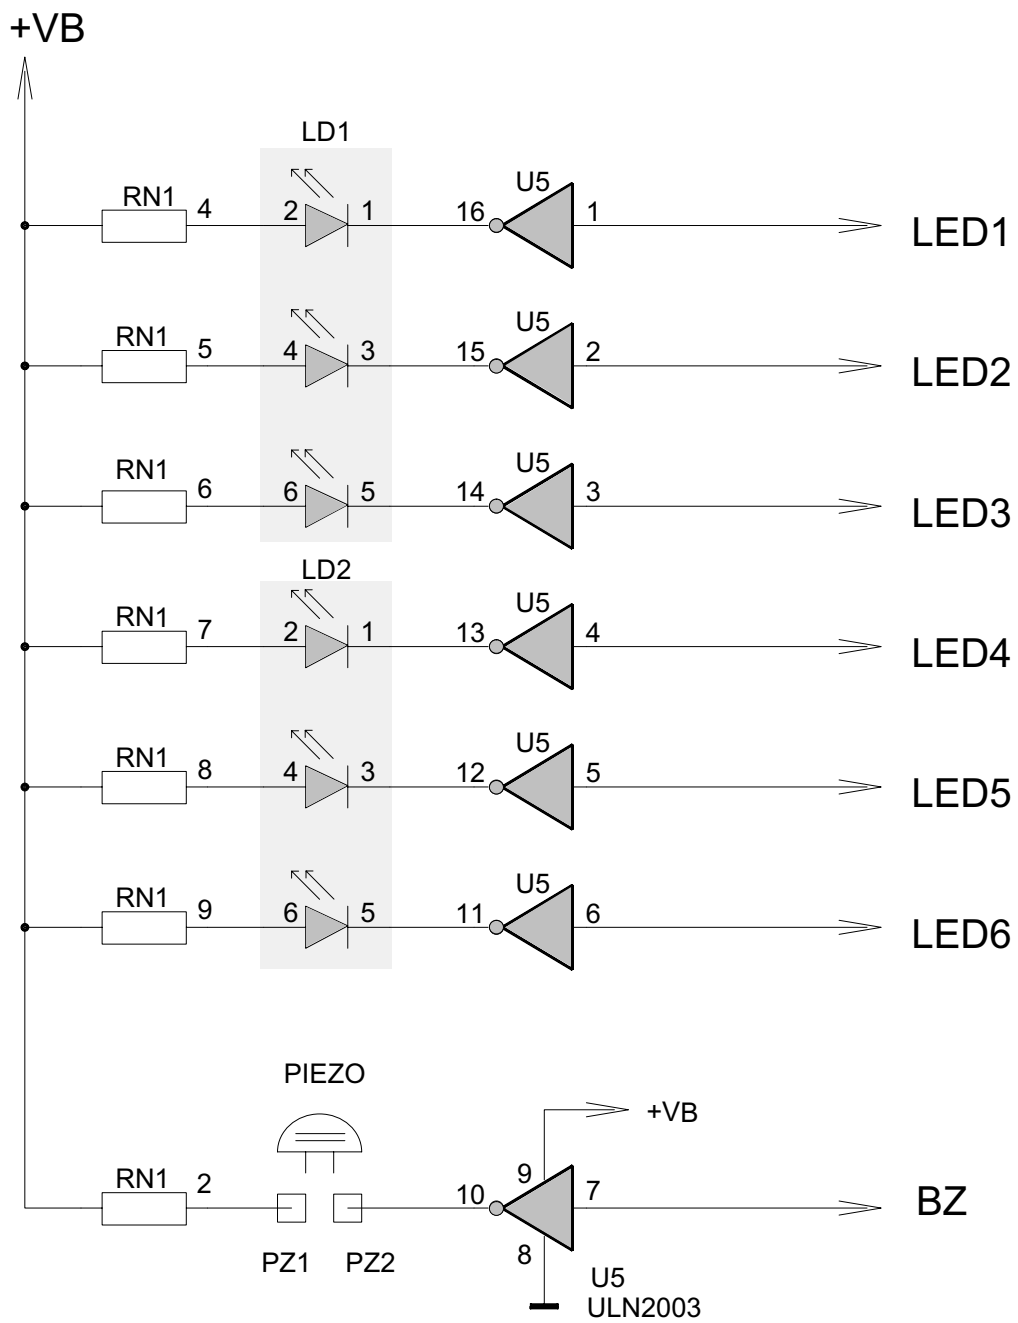 +VB
LD1
RN1 4 2 1 16 U5 1 LED1
RN1 5 4 3 15 U5 2 LED2
RN1 6 6 5 14 U5 3 LED3
LD2
RN1 7 2 1 13 U5 4 LED4
RN1 8 4 3 12 U5 5 LED5
RN1 9 6 5 11 U5 6 LED6
PIEZO
+VB
RN1 2 10 9 7 BZ
PZ1 PZ2 8
U5
ULN2003